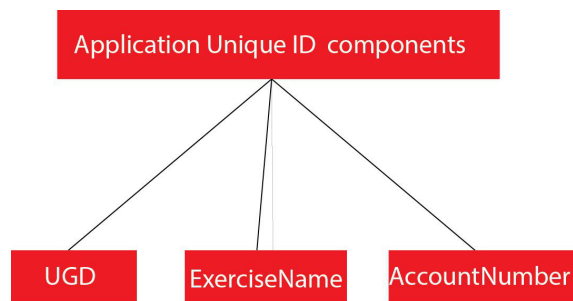 Application Unique ID components
UGD
ExerciseName
AccountNumber